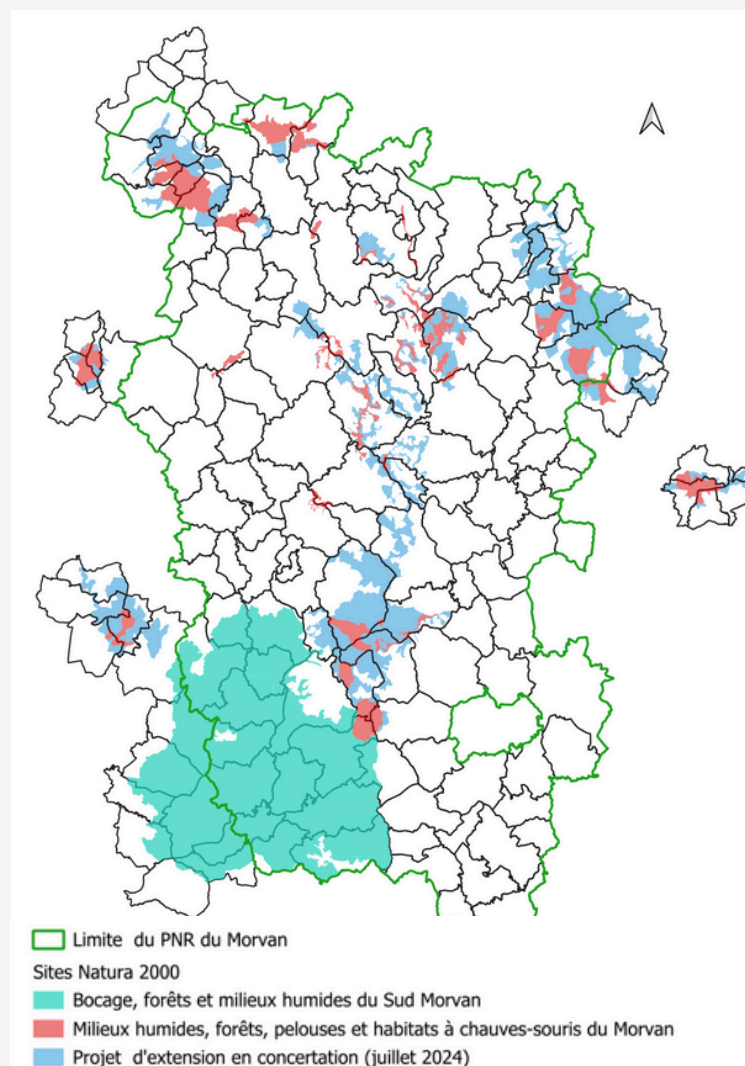 Limite du PNR du Morvan
Sites Natura 2000
Bocage, forêts et milieux humides du Sud Morvan
Milieux humides, forêts, pelouses et habitats à chauves-souris du Morvan
Projet d'extension en concertation (juillet 2024)